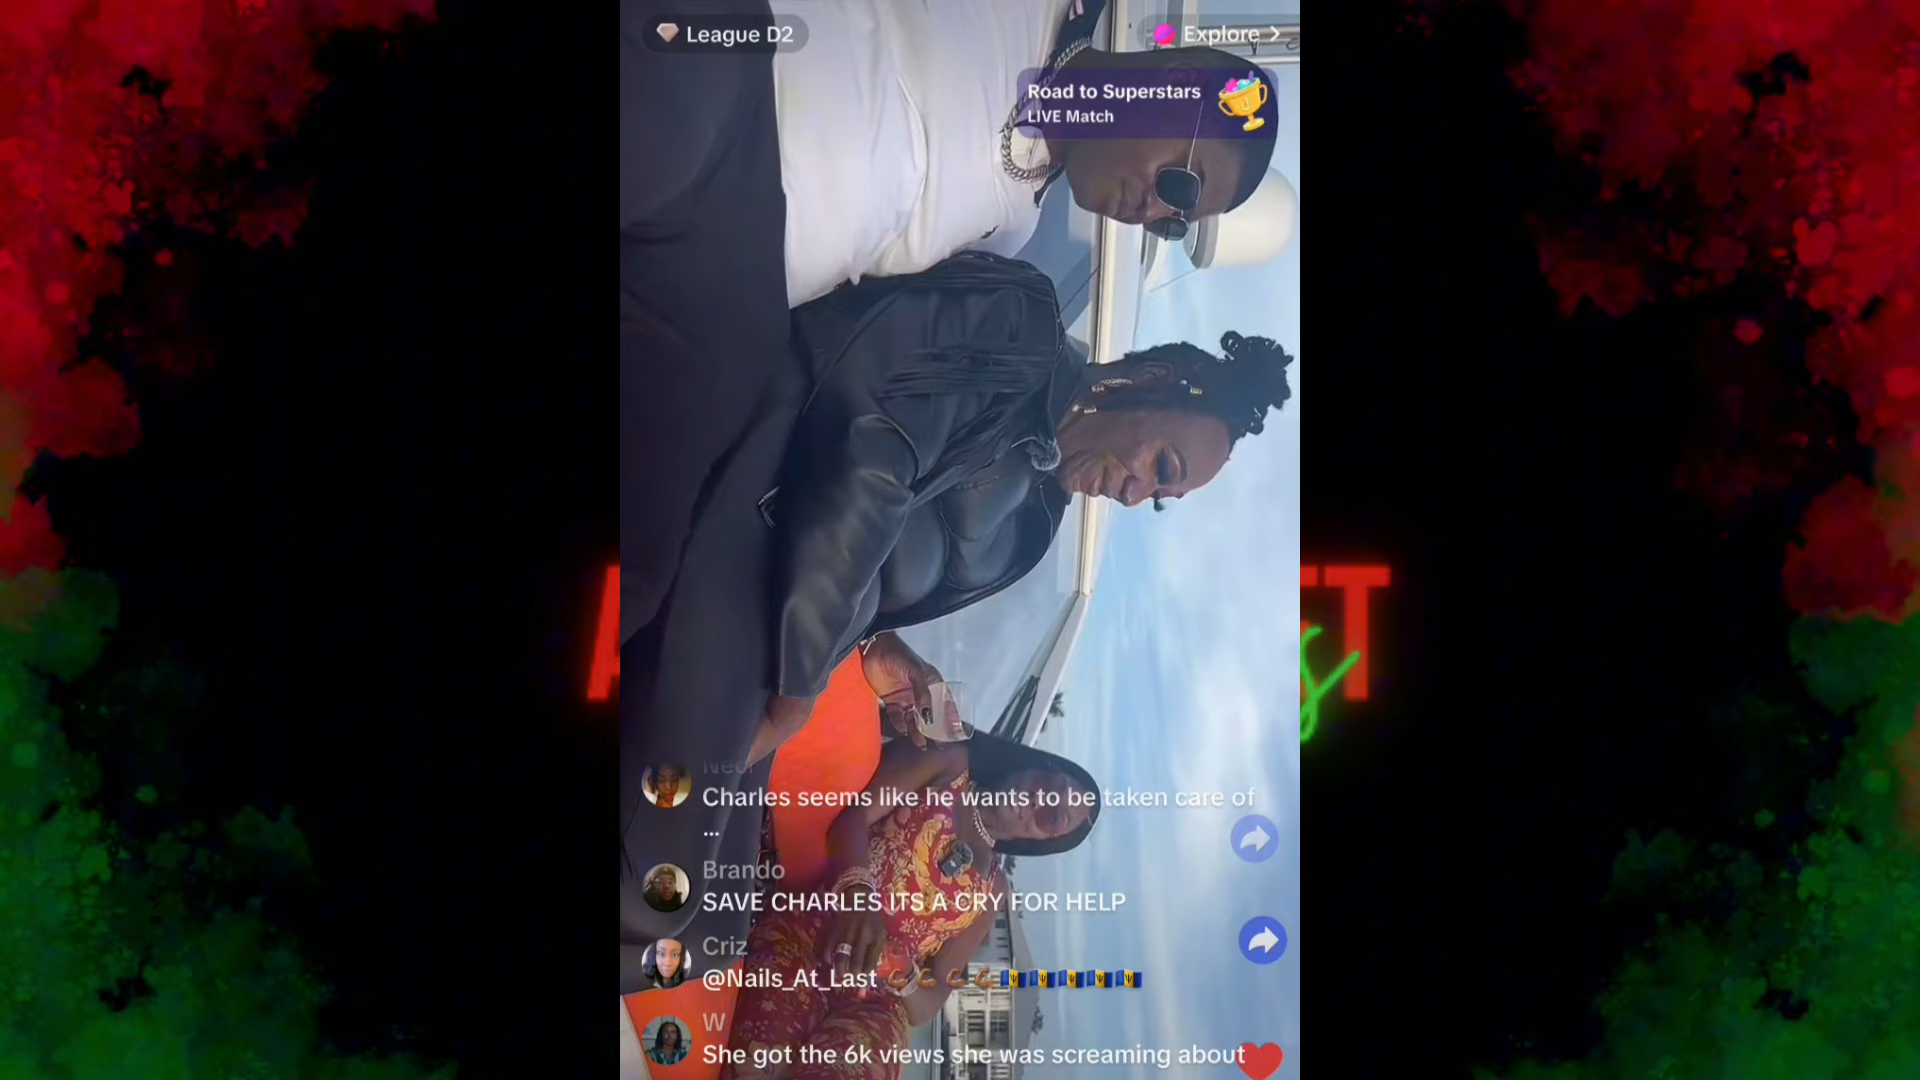 League D2
Explore >
Road to Superstars
LIVE Match
Charles seems like he wants to be taken care of
...
Brando
SAVE CHARLES ITS A CRY FOR HELP
Criz
@Nails_At_Last 💪🏾💪🏾💪🏾💪🏾🇧🇧🇧🇧🇧🇧🇧🇧🇧🇧
W
She got the 6k views she was screaming about